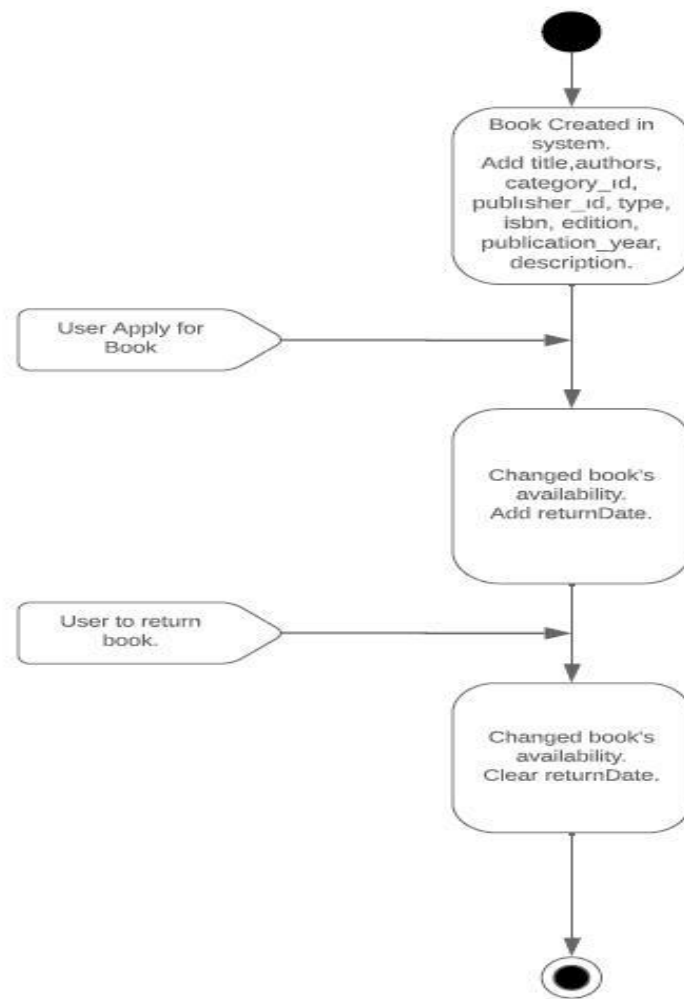 Book Created in
system.
Add title,authors,
category_id,
publisher_id, type,
isbn, edition,
publication_year,
description.
User Apply for
Book
Changed book's
availability.
Add returnDate.
User to return
book.
Changed book's
availability.
Clear returnDate.